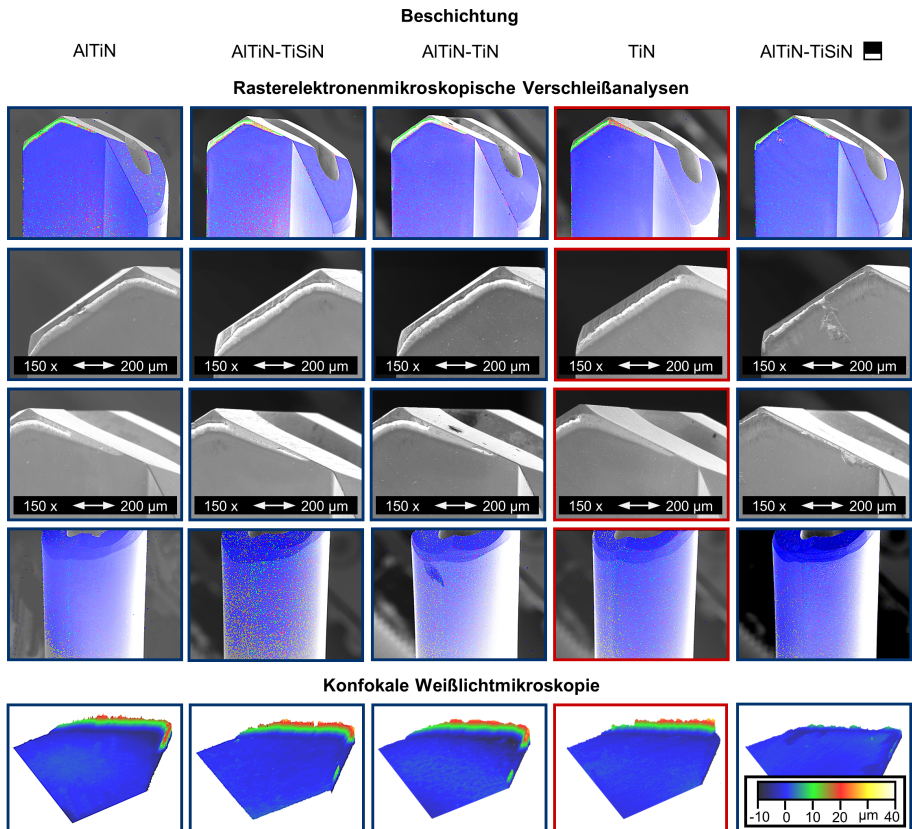 Beschichtung
AlTiN AlTiN-TiSiN AlTiN-TiN TiN AlTiN-TiSiN
Rasterelektronenmikroskopische Verschleißanalysen
150 x 200 µm 150 x 200 µm 150 x 200 µm 150 x 200 µm 150 x 200 µm
150 x 200 µm 150 x 200 µm 150 x 200 µm 150 x 200 µm 150 x 200 µm
Konfokale Weißlichtmikroskopie
-10 0 10 20 µm 40